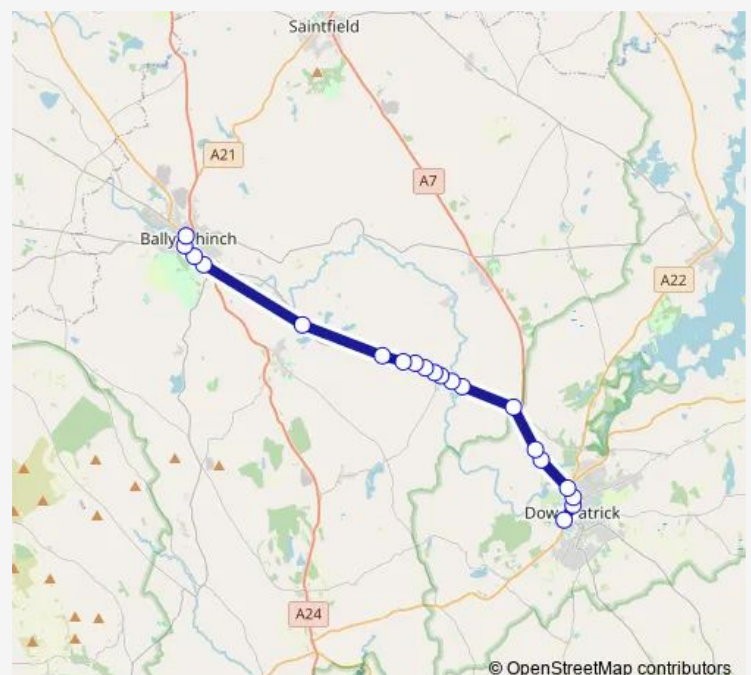 Saintfield
A21
A7
Ballynahinch
A22
Downpatrick
A24
© OpenStreetMap contributors